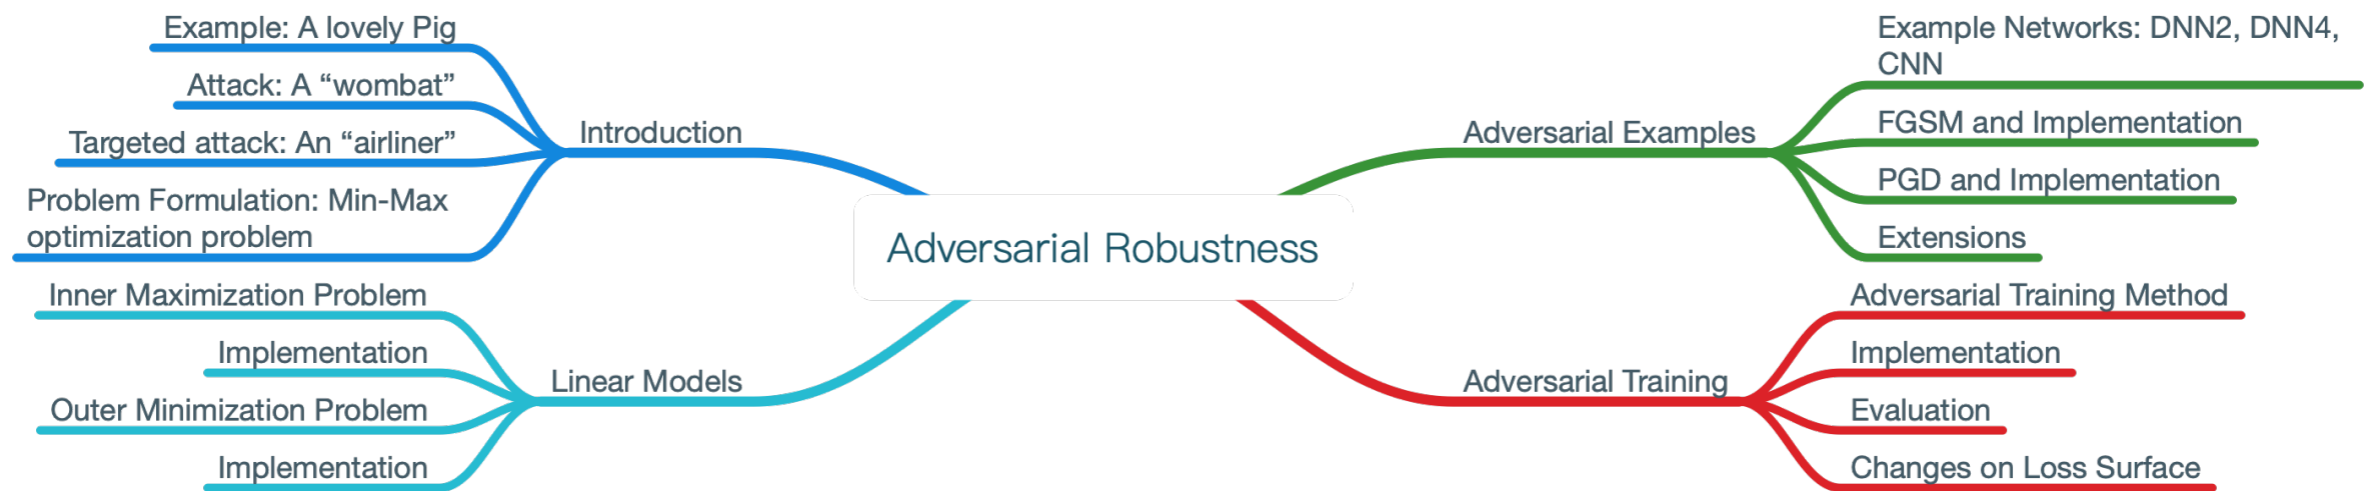 Example: A lovely Pig
Attack: A “wombat”
Targeted attack: An “airliner”
Problem Formulation: Min-Max
optimization problem
Introduction
Inner Maximization Problem
Implementation
Outer Minimization Problem
Implementation
Linear Models
Adversarial Robustness
Adversarial Examples
Example Networks: DNN2, DNN4,
CNN
FGSM and Implementation
PGD and Implementation
Extensions
Adversarial Training
Adversarial Training Method
Implementation
Evaluation
Changes on Loss Surface